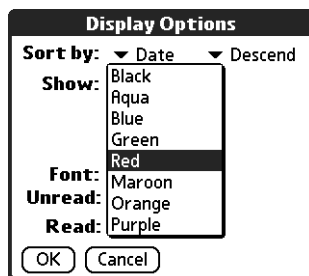 Display Options
Sort by: Date Descend
Show: Black
Aqua
Blue
Green
Red
Font: Maroon
Unread: Orange
Read: Purple
OK Cancel